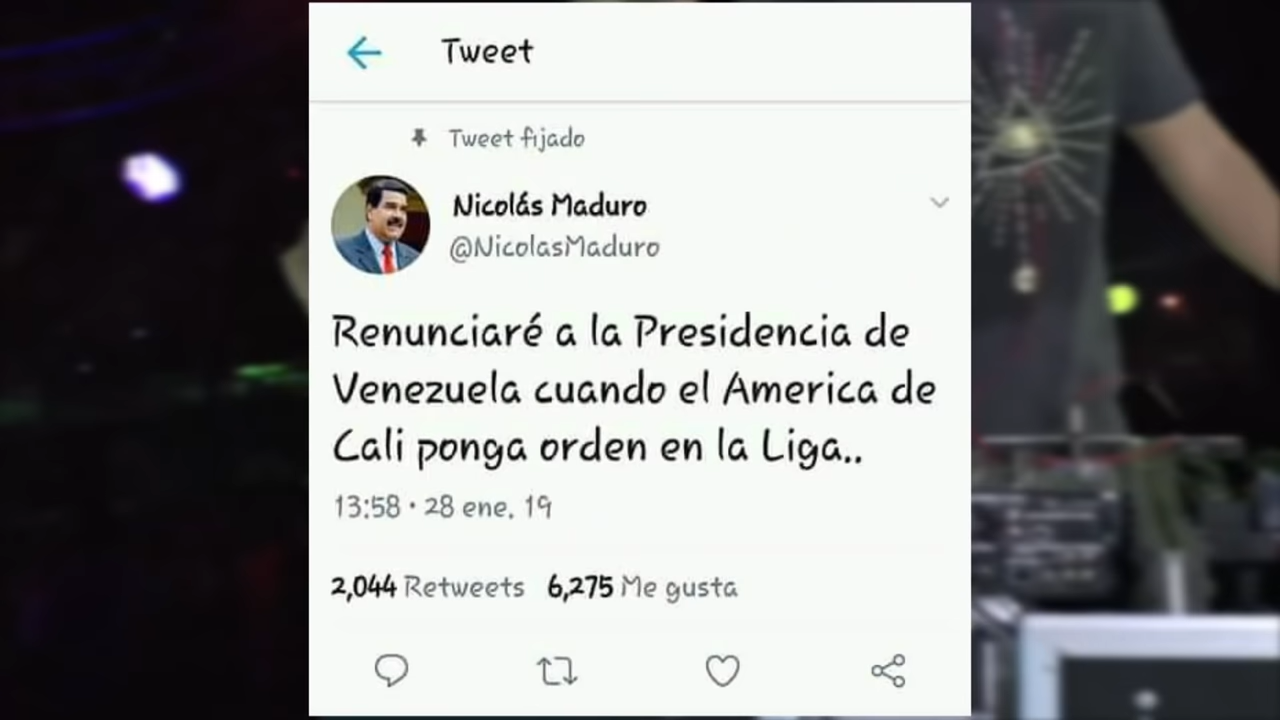 Tweet
Tweet fijado
Nicolás Maduro
@NicolasMaduro
Renunciaré a la Presidencia de
Venezuela cuando el America de
Cali ponga orden en la Liga..
13:58 · 28 ene. 19
2,044 Retweets 6,275 Me gusta